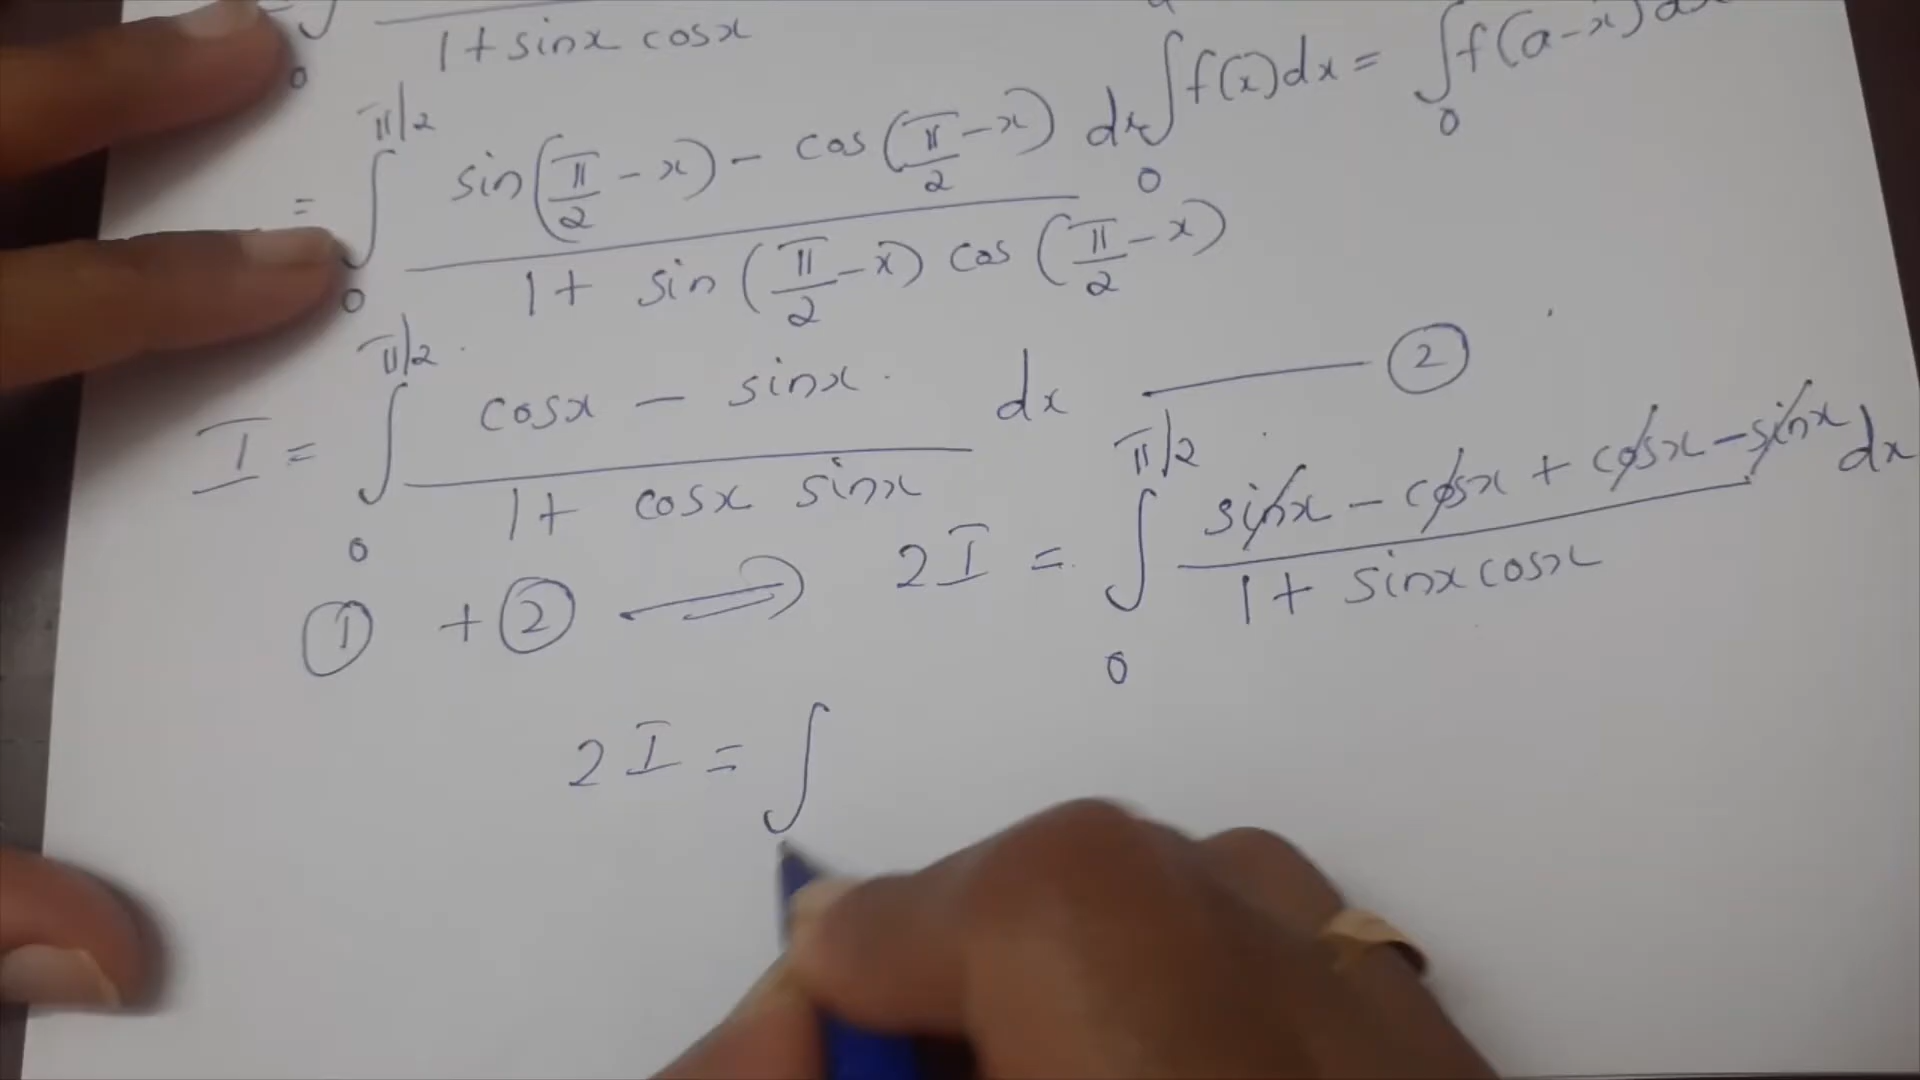 1+sinx cosx
0
∫f(x)dx = ∫f(a-x)dx
0 0
π/2
= ∫ sin(π/2 - x) - cos(π/2 - x) dx
0
1+ sin(π/2 - x) cos(π/2 - x)
π/2
I = ∫ cosx - sinx dx ——— ②
0
1+ cosx sinx
π/2
① + ② ⟹ 2I = ∫ sinx - cosx + cosx - sinx dx
0
1+ sinx cosx
2I = ∫